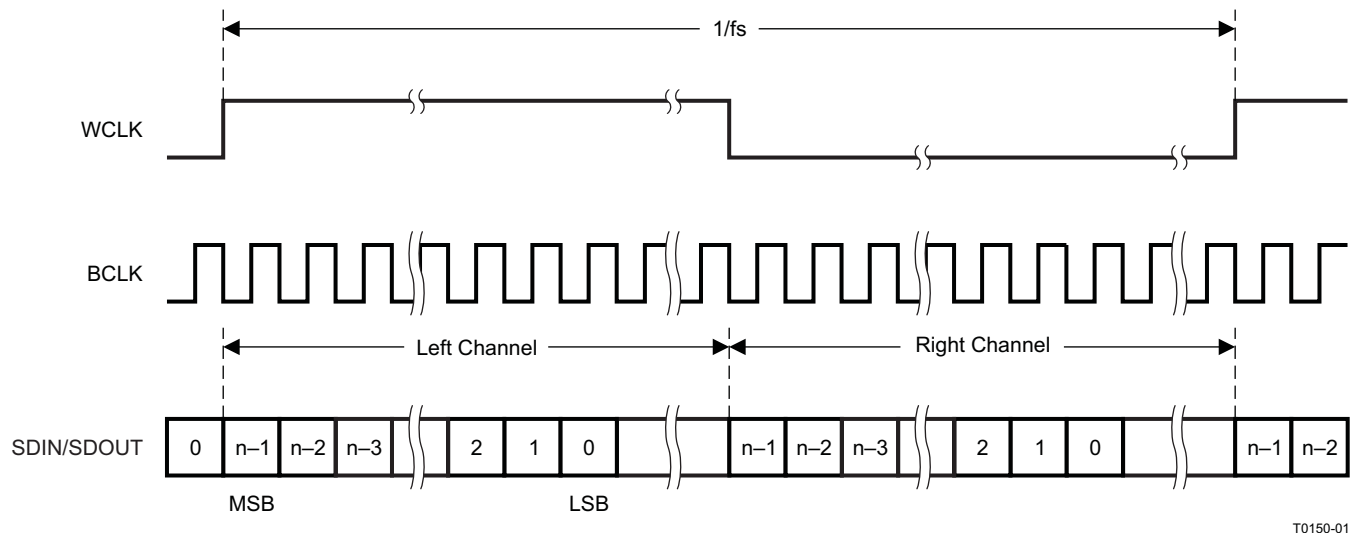 1/fs
WCLK
BCLK
Left Channel Right Channel
SDIN/SDOUT 0 n–1 n–2 n–3 2 1 0 n–1 n–2 n–3 2 1 0 n–1 n–2
MSB LSB
T0150-01